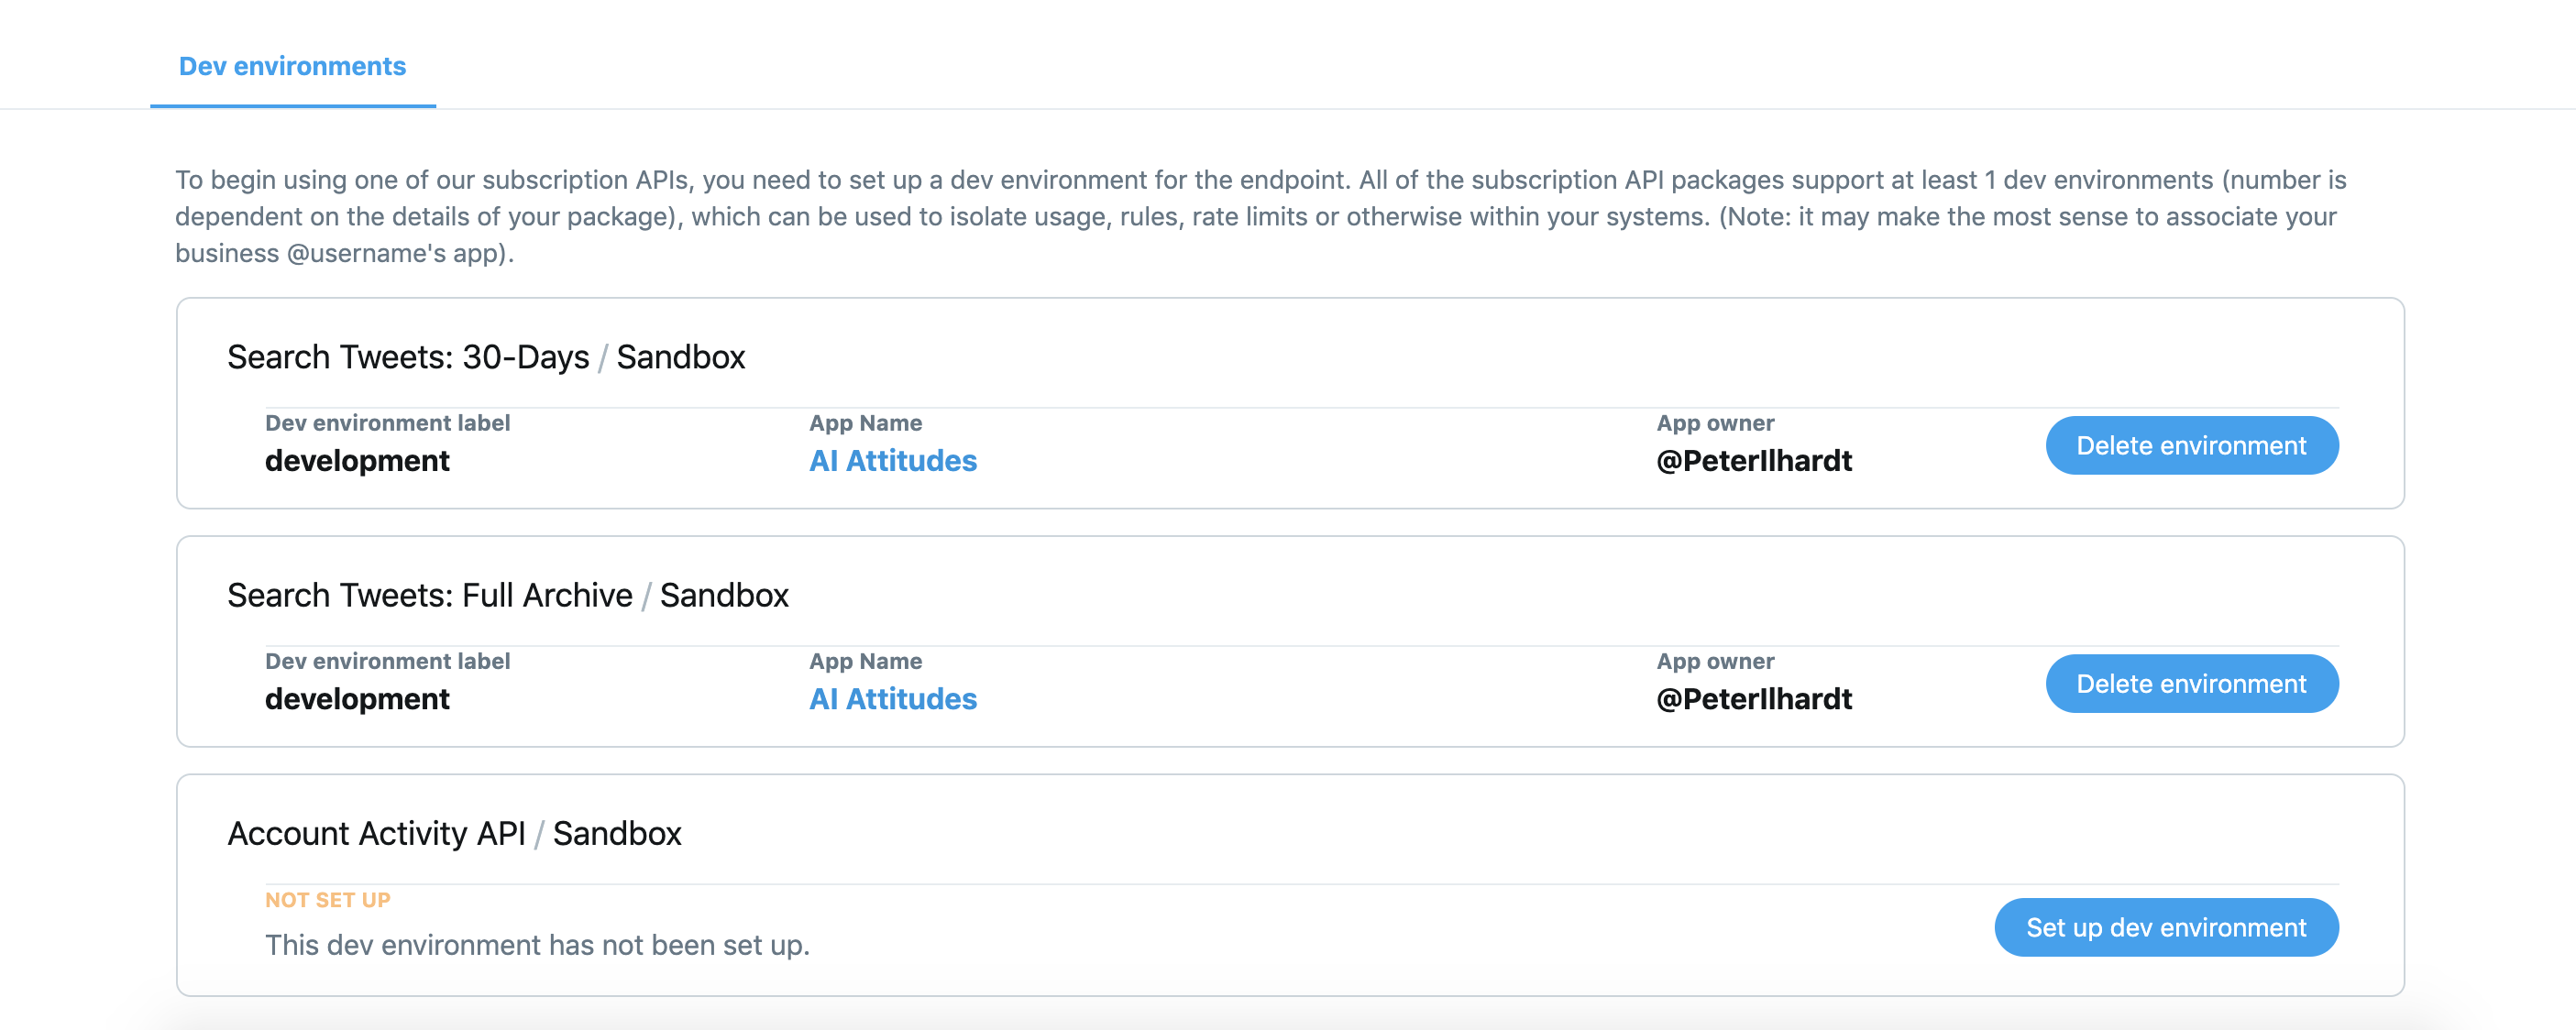 Dev environments
To begin using one of our subscription APIs, you need to set up a dev environment for the endpoint. All of the subscription API packages support at least 1 dev environments (number is
dependent on the details of your package), which can be used to isolate usage, rules, rate limits or otherwise within your systems. (Note: it may make the most sense to associate your
business @username's app).
Search Tweets: 30-Days / Sandbox
Dev environment label App Name App owner
development AI Attitudes @PeterIlhardt Delete environment
Search Tweets: Full Archive / Sandbox
Dev environment label App Name App owner
development AI Attitudes @PeterIlhardt Delete environment
Account Activity API / Sandbox
NOT SET UP
This dev environment has not been set up. Set up dev environment